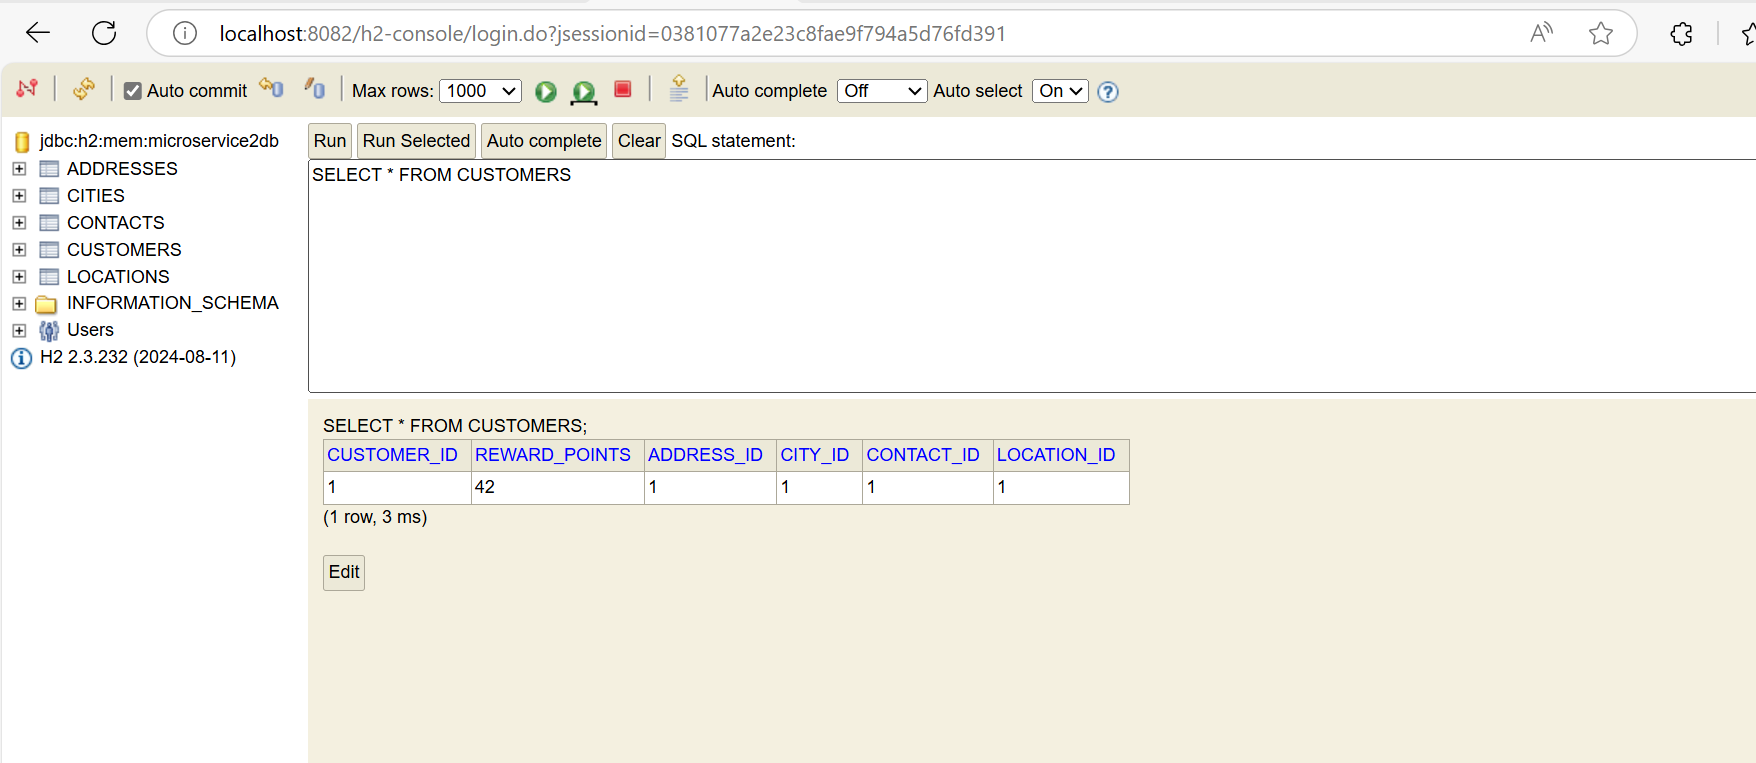 localhost:8082/h2-console/login.do?jsessionid=0381077a2e23c8fae9f794a5d76fd391
Auto commit Max rows: 1000 Auto complete Off Auto select On
jdbc:h2:mem:microservice2db
ADDRESSES
CITIES
CONTACTS
CUSTOMERS
LOCATIONS
INFORMATION_SCHEMA
Users
H2 2.3.232 (2024-08-11)
Run Run Selected Auto complete Clear SQL statement:
SELECT * FROM CUSTOMERS
SELECT * FROM CUSTOMERS;
CUSTOMER_ID REWARD_POINTS ADDRESS_ID CITY_ID CONTACT_ID LOCATION_ID
1 42 1 1 1 1
(1 row, 3 ms)
Edit